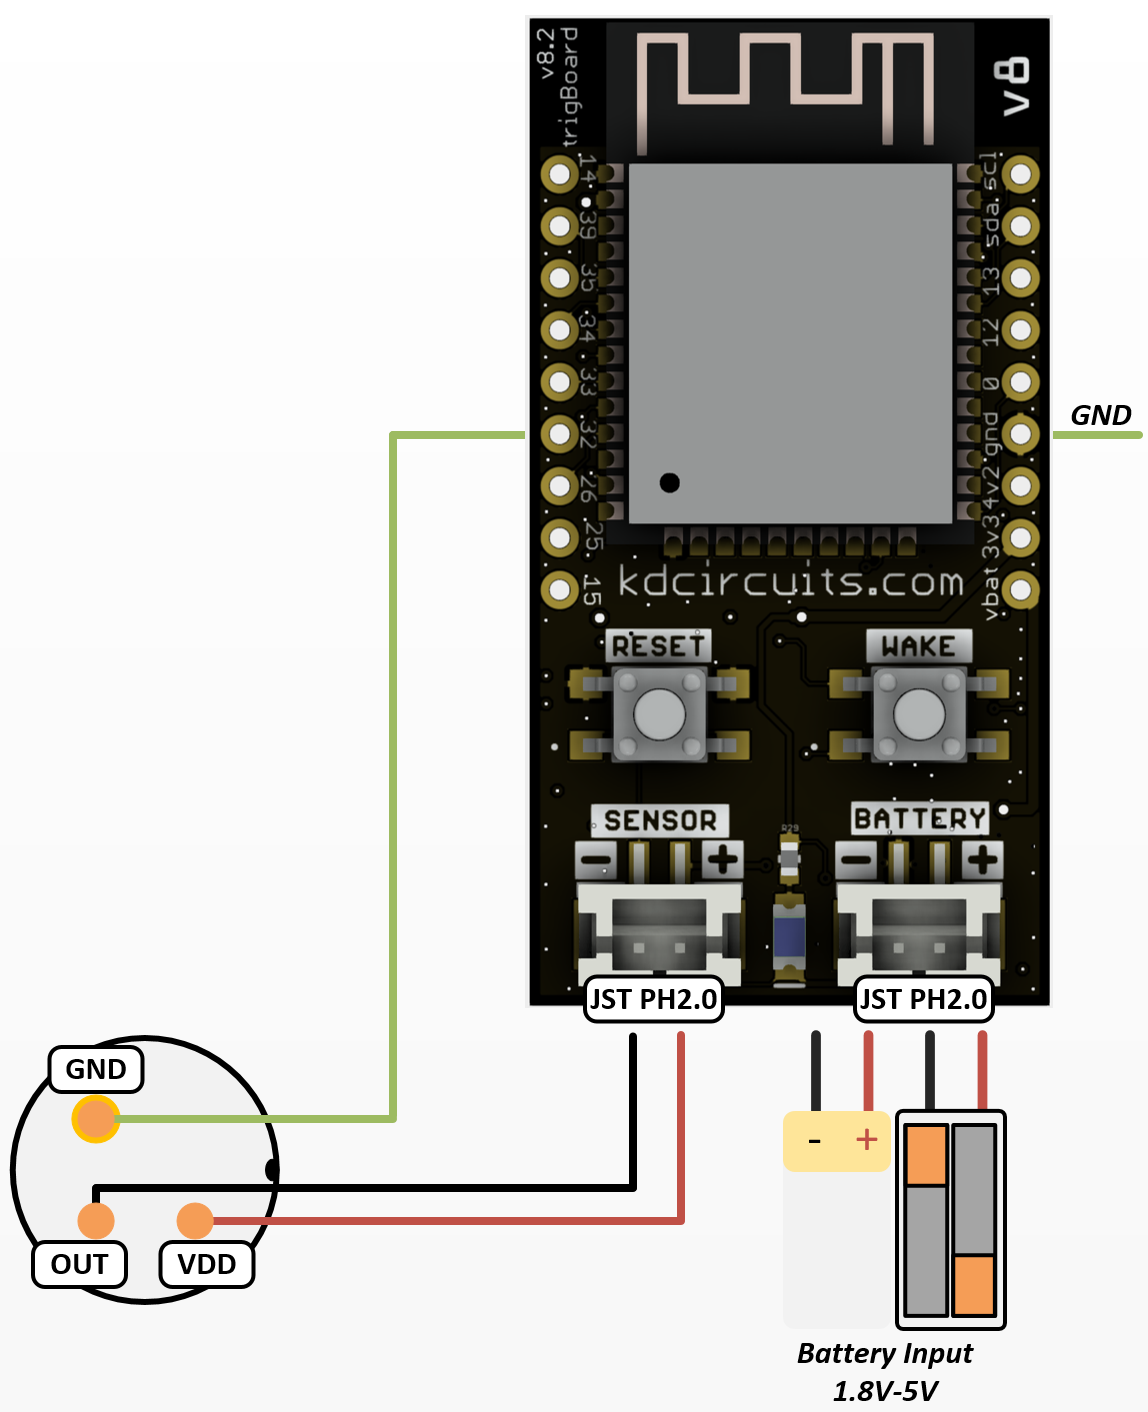 v8.2
trigBoard
v8
14
39
35
34
33
32
26
25
15
scl
sda
13
12
0
gnd
4v2
3v3
vbat
GND
kdcircuits.com
RESET
WAKE
SENSOR
BATTERY
R29
- +
- +
JST PH2.0
JST PH2.0
GND
OUT
VDD
- +
Battery Input
1.8V-5V